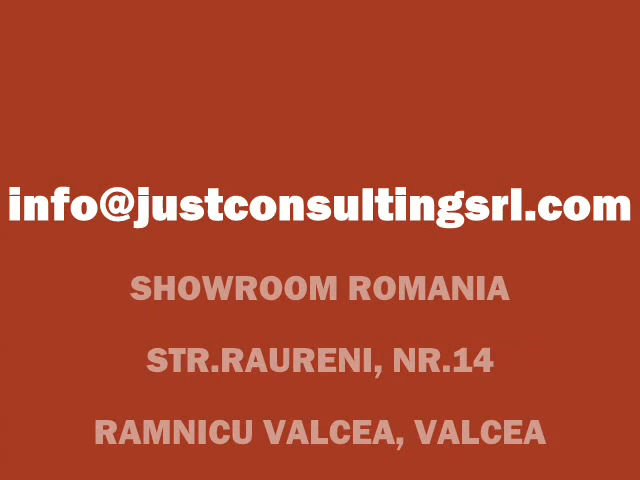 info@justconsultingsrl.com
SHOWROOM ROMANIA
STR.RAURENI, NR.14
RAMNICU VALCEA, VALCEA